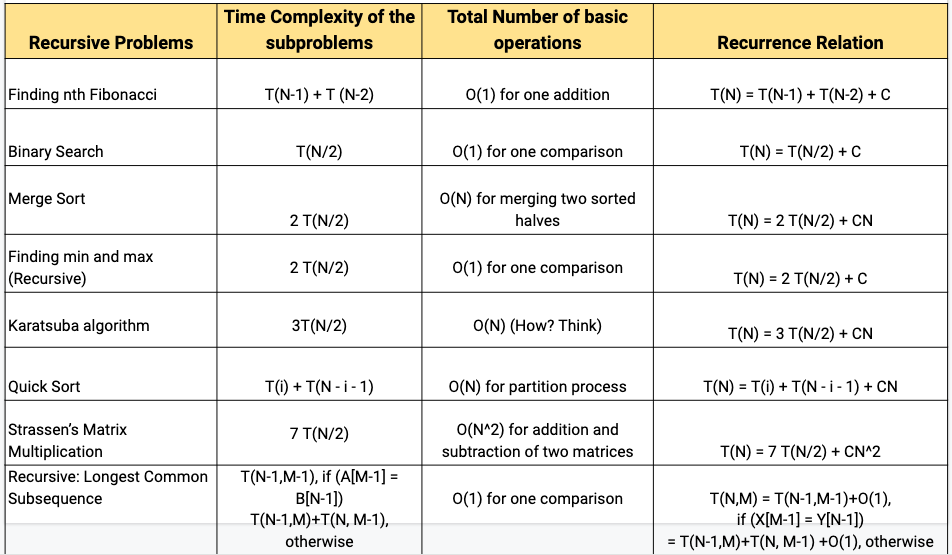 Recursive Problems
Time Complexity of the
subproblems
Total Number of basic
operations
Recurrence Relation
Finding nth Fibonacci
T(N-1) + T (N-2)
O(1) for one addition
T(N) = T(N-1) + T(N-2) + C
Binary Search
T(N/2)
O(1) for one comparison
T(N) = T(N/2) + C
Merge Sort
2 T(N/2)
O(N) for merging two sorted
halves
T(N) = 2 T(N/2) + CN
Finding min and max
(Recursive)
2 T(N/2)
O(1) for one comparison
T(N) = 2 T(N/2) + C
Karatsuba algorithm
3T(N/2)
O(N) (How? Think)
T(N) = 3 T(N/2) + CN
Quick Sort
T(i) + T(N - i - 1)
O(N) for partition process
T(N) = T(i) + T(N - i - 1) + CN
Strassen’s Matrix
Multiplication
7 T(N/2)
O(N^2) for addition and
subtraction of two matrices
T(N) = 7 T(N/2) + CN^2
Recursive: Longest Common
Subsequence
T(N-1,M-1), if (A[M-1] =
B[N-1])
T(N-1,M)+T(N, M-1),
otherwise
O(1) for one comparison
T(N,M) = T(N-1,M-1)+O(1),
if (X[M-1] = Y[N-1])
= T(N-1,M)+T(N, M-1) +O(1), otherwise